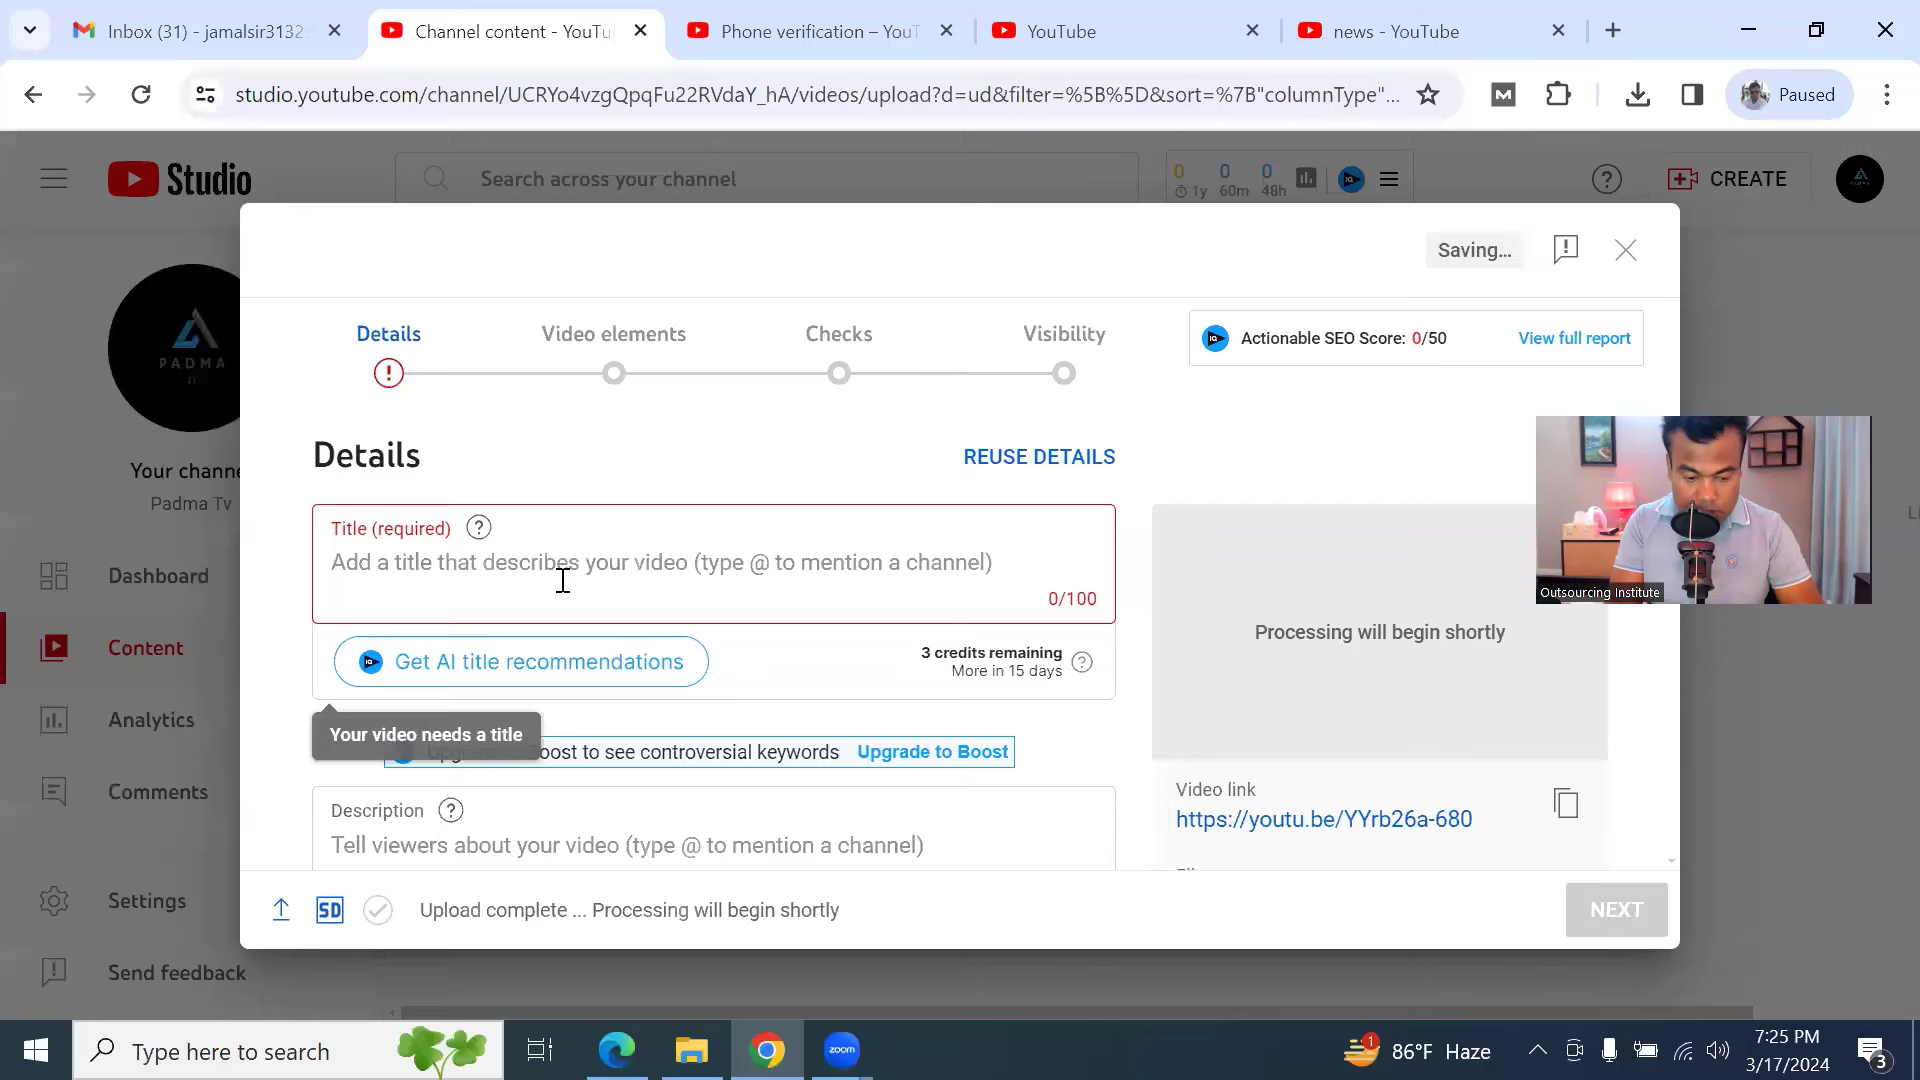 Inbox (31) - jamalsir3132
Channel content - YouTu
Phone verification – YouT
YouTube
news - YouTube
studio.youtube.com/channel/UCRYo4vzgQpqFu22RVdaY_hA/videos/upload?d=ud&filter=%5B%5D&sort=%7B"columnType"...
Paused
Studio
Search across your channel
0 0 0
1y 60m 48h
CREATE
Saving...
Details
Video elements
Checks
Visibility
Actionable SEO Score: 0/50
View full report
PADMA
Details
REUSE DETAILS
Your channe
Padma Tv
Title (required)
Add a title that describes your video (type @ to mention a channel)
0/100
Outsourcing Institute
Processing will begin shortly
Get AI title recommendations
3 credits remaining
More in 15 days
Your video needs a title
oost to see controversial keywords
Upgrade to Boost
Description
Tell viewers about your video (type @ to mention a channel)
Video link
https://youtu.be/YYrb26a-680
Dashboard
Content
Analytics
Comments
Settings
Send feedback
SD
Upload complete ... Processing will begin shortly
NEXT
Type here to search
zoom
1
86°F Haze
7:25 PM
3/17/2024
3